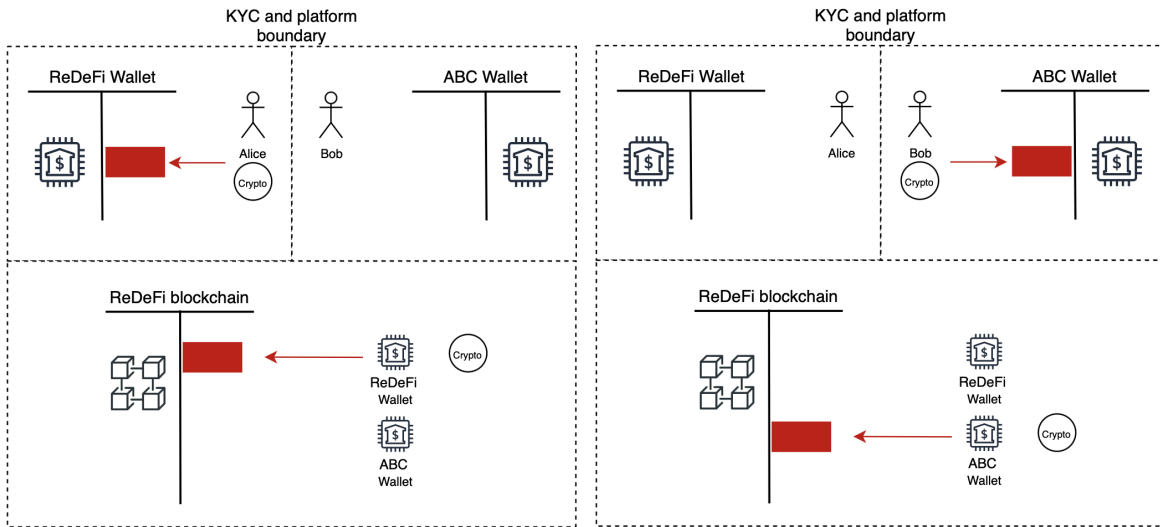 KYC and platform
boundary
ReDeFi Wallet
ABC Wallet
$
Alice
Crypto
Bob
$
ReDeFi blockchain
$
Crypto
ReDeFi
Wallet
$
ABC
Wallet
KYC and platform
boundary
ReDeFi Wallet
ABC Wallet
$
Alice
Bob
Crypto
$
ReDeFi blockchain
$
ReDeFi
Wallet
$
Crypto
ABC
Wallet